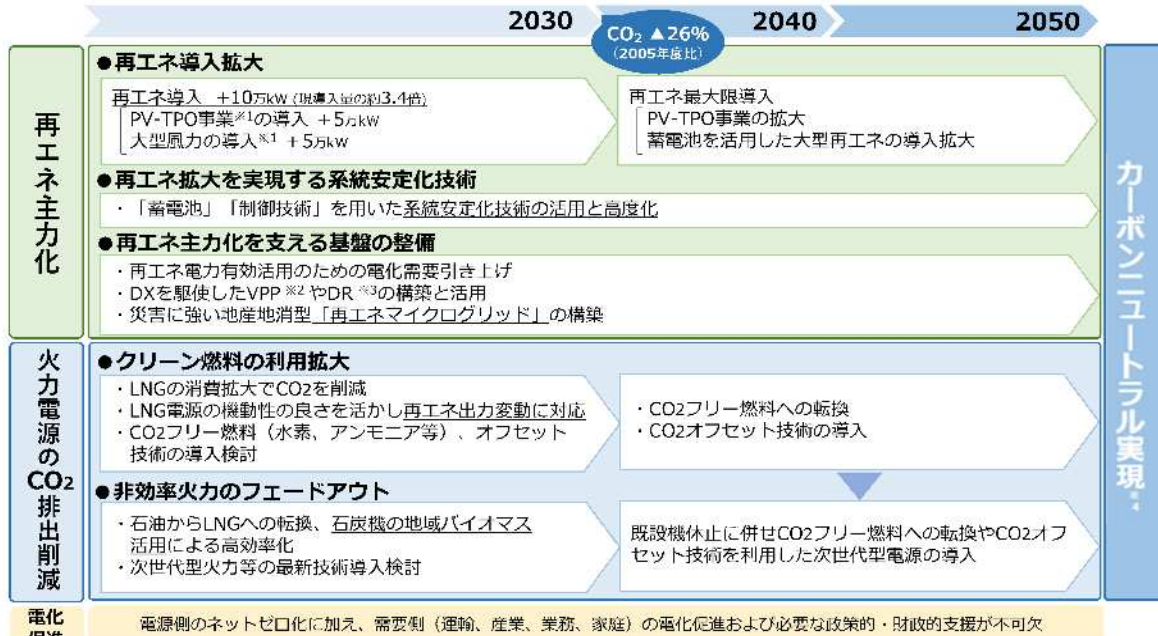 2030
2040
2050
CO₂ ▲26%
(2005年度比)
再エネ主力化
●再エネ導入拡大
再エネ導入 +10万kW (現導入量の約3.4倍)
PV-TPO事業※1の導入 +5万kW
大型風力の導入※1 +5万kW
再エネ最大限導入
PV-TPO事業の拡大
蓄電池を活用した大型再エネの導入拡大
●再エネ拡大を実現する系統安定化技術
・「蓄電池」「制御技術」を用いた系統安定化技術の活用と高度化
●再エネ主力化を支える基盤の整備
・再エネ電力有効活用のための電化需要引き上げ
・DXを駆使したVPP※2やDR※3の構築と活用
・災害に強い地産地消型「再エネマイクログリッド」の構築
火力電源のCO₂排出削減
●クリーン燃料の利用拡大
・LNGの消費拡大でCO2を削減
・LNG電源の機動性の良さを活かし再エネ出力変動に対応
・CO2フリー燃料（水素、アンモニア等）、オフセット
技術の導入検討
・CO2フリー燃料への転換
・CO2オフセット技術の導入
●非効率火力のフェードアウト
・石油からLNGへの転換、石炭機の地域バイオマス
活用による高効率化
・次世代型火力等の最新技術導入検討
既設機休止に併せCO2フリー燃料への転換やCO2オフ
セット技術を利用した次世代型電源の導入
カーボンニュートラル実現※4
電化
電源側のネットゼロ化に加え、需要側（運輸、産業、業務、家庭）の電化促進および必要な政策的・財政的支援が不可欠